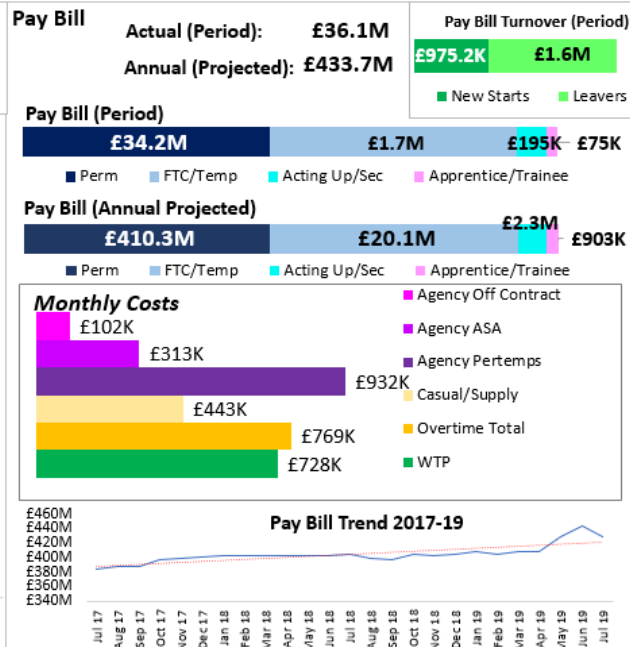 Pay Bill
Actual (Period): £36.1M
Annual (Projected): £433.7M
Pay Bill Turnover (Period)
£975.2K £1.6M
New Starts Leavers
Pay Bill (Period)
£34.2M £1.7M £195K £75K
Perm FTC/Temp Acting Up/Sec Apprentice/Trainee
Pay Bill (Annual Projected)
£410.3M £20.1M £2.3M £903K
Perm FTC/Temp Acting Up/Sec Apprentice/Trainee
Monthly Costs
£102K
£313K
£932K
£443K
£769K
£728K
Agency Off Contract
Agency ASA
Agency Pertemps
Casual/Supply
Overtime Total
WTP
Pay Bill Trend 2017-19
£460M
£440M
£420M
£400M
£380M
£360M
£340M
Jul 17
Aug 17
Sep 17
Oct 17
Nov 17
Dec 17
Jan 18
Feb 18
Mar 18
Apr 18
May 18
Jun 18
Jul 18
Aug 18
Sep 18
Oct 18
Nov 18
Dec 18
Jan 19
Feb 19
Mar 19
Apr 19
May 19
Jun 19
Jul 19